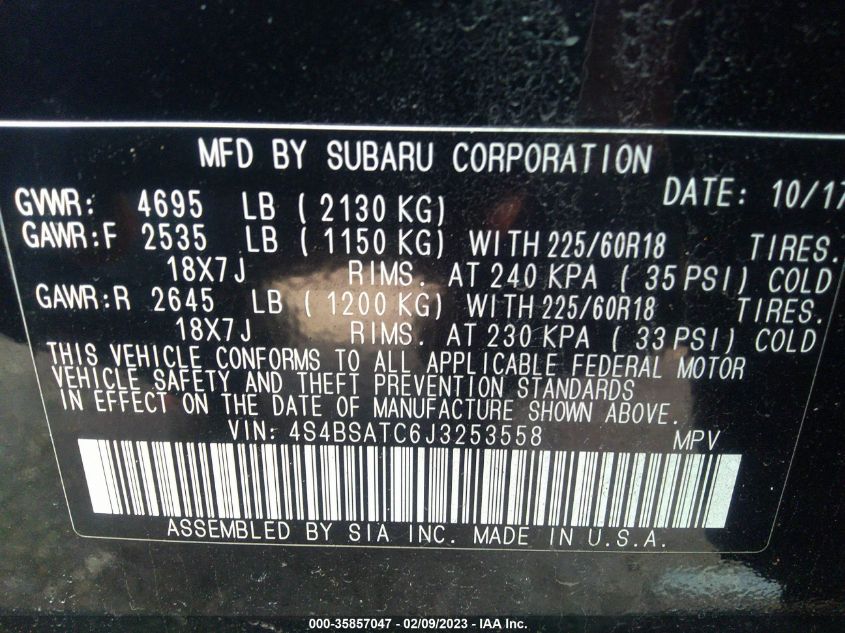 MFD BY SUBARU CORPORATION
DATE: 10/17
GVWR: 4695 LB ( 2130 KG)
GAWR:F 2535 LB ( 1150 KG) WITH 225/60R18 TIRES.
18X7J RIMS. AT 240 KPA ( 35 PSI) COLD
GAWR:R 2645 LB ( 1200 KG) WITH 225/60R18 TIRES.
18X7J RIMS. AT 230 KPA ( 33 PSI) COLD
THIS VEHICLE CONFORMS TO ALL APPLICABLE FEDERAL MOTOR
VEHICLE SAFETY AND THEFT PREVENTION STANDARDS
IN EFFECT ON THE DATE OF MANUFACTURE SHOWN ABOVE.
VIN: 4S4BSATC6J3253558 MPV
ASSEMBLED BY SIA INC. MADE IN U.S.A.
000-35857047 - 02/09/2023 - IAA Inc.